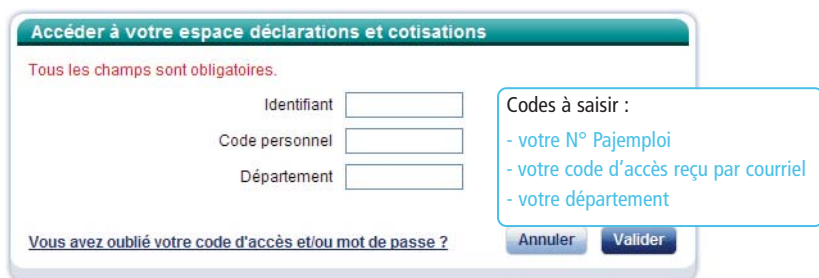 Accéder à votre espace déclarations et cotisations
Tous les champs sont obligatoires.
Identifiant
Code personnel
Département
Codes à saisir :
- votre N° Pajemploi
- votre code d'accès reçu par courriel
- votre département
Vous avez oublié votre code d'accès et/ou mot de passe ?
Annuler
Valider